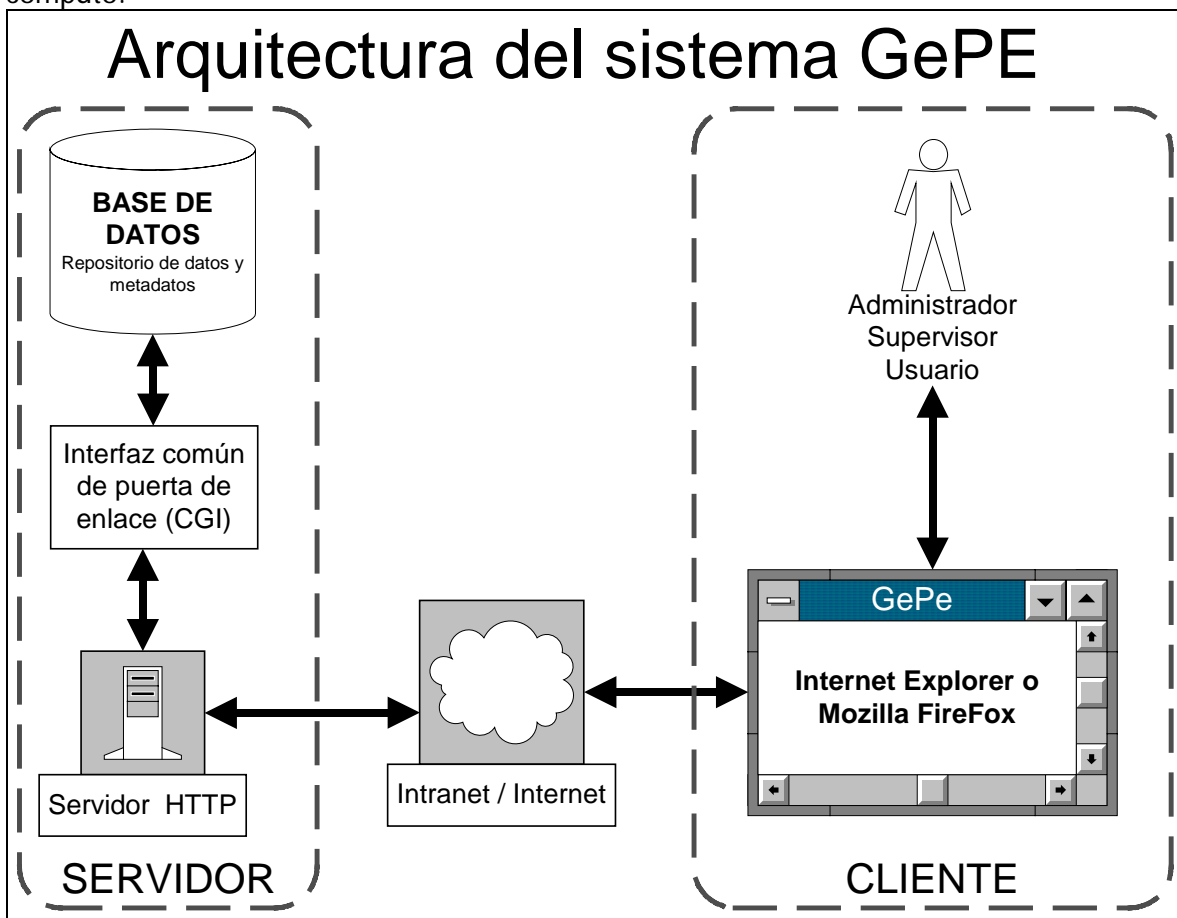 Arquitectura del sistema GePE
BASE DE
DATOS
Repositorio de datos y
metadatos
Interfaz común
de puerta de
enlace (CGI)
Servidor HTTP
SERVIDOR
Intranet / Internet
Administrador
Supervisor
Usuario
GePe
Internet Explorer o
Mozilla FireFox
CLIENTE